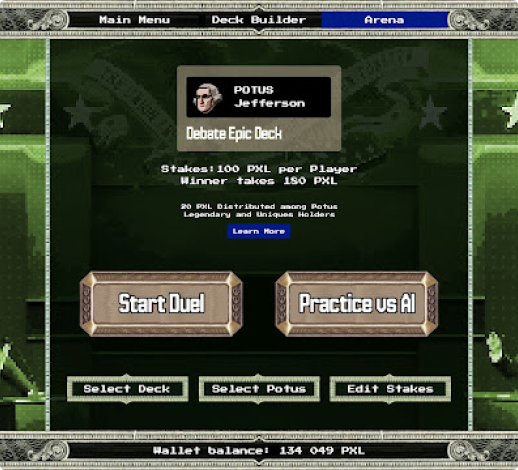 Main Menu
Deck Builder
Arena
POTUS
Jefferson
Debate Epic Deck
Stakes:100 PXL per Player
Winner takes 180 PXL
20 PXL Distributed among Potus
Legendary and Uniques Holders
Learn More
Start Duel
Practice vs AI
Select Deck
Select Potus
Edit Stakes
Wallet balance: 134 049 PXL